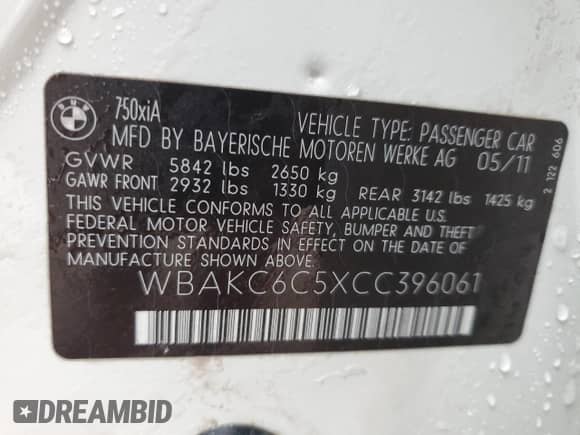 BMW
750xiA
VEHICLE TYPE: PASSENGER CAR
MFD BY BAYERISCHE MOTOREN WERKE AG 05/11
GVWR 5842 lbs 2650 kg
GAWR FRONT 2932 lbs 1330 kg REAR 3142 lbs 1425 kg
THIS VEHICLE CONFORMS TO ALL APPLICABLE U.S.
FEDERAL MOTOR VEHICLE SAFETY, BUMPER AND THEFT
PREVENTION STANDARDS IN EFFECT ON THE DATE OF
MANUFACTURE SHOWN ABOVE.
WBAKC6C5XCC396061
2 122 606
DREAMBID